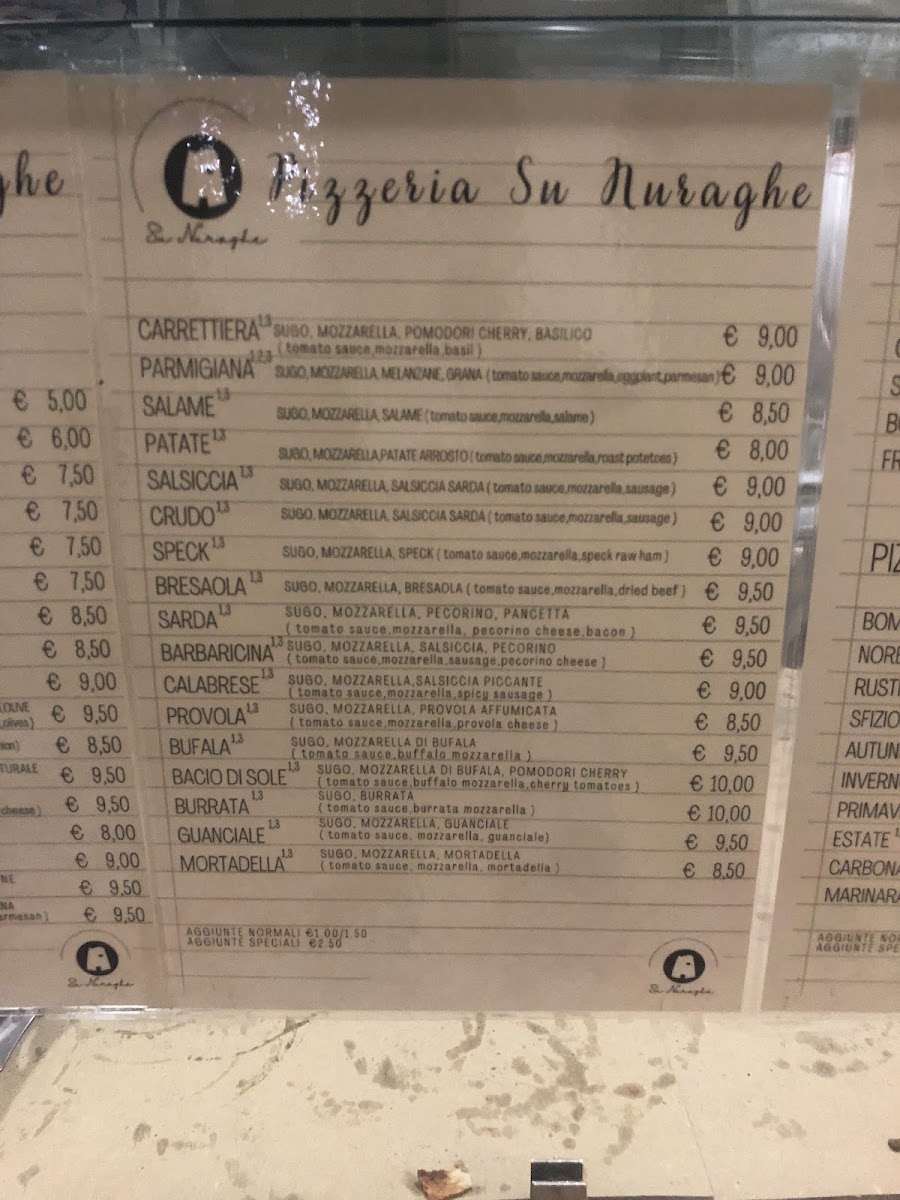 ghe
€ 5,00
€ 6,00
€ 7,50
€ 7,50
€ 7,50
€ 7,50
€ 8,50
€ 8,50
€ 9,00
€ 9,50
€ 8,50
TURALE € 9,50
cheese) € 9,50
€ 8,00
€ 9,00
NE € 9,50
NA
€ 9,50
Su Nuraghe
Su Nuraghe
Pizzeria Su Nuraghe
CARRETTIERA 1,3 SUGO, MOZZARELLA, POMODORI CHERRY, BASILICO € 9,00
( tomato sauce,mozzarella,basil )
PARMIGIANA 1,2,3 SUGO, MOZZARELLA, MELANZANE, GRANA ( tomato sauce,mozzarella,eggplant,parmesan) € 9,00
SALAME 1,3 SUGO, MOZZARELLA, SALAME ( tomato sauce,mozzarella,salame ) € 8,50
PATATE 1,3 SUGO, MOZZARELLA,PATATE ARROSTO ( tomato sauce,mozzarella,roast potetoes ) € 8,00
SALSICCIA 1,3 SUGO, MOZZARELLA, SALSICCIA SARDA ( tomato sauce,mozzarella,sausage ) € 9,00
CRUDO 1,3 SUGO, MOZZARELLA, SALSICCIA SARDA ( tomato sauce,mozzarella,sausage ) € 9,00
SPECK 1,3 SUGO, MOZZARELLA, SPECK ( tomato sauce,mozzarella,speck raw ham ) € 9,00
BRESAOLA 1,3 SUGO, MOZZARELLA, BRESAOLA ( tomato sauce,mozzarella,dried beef ) € 9,50
SARDA 1,3 SUGO, MOZZARELLA, PECORINO, PANCETTA € 9,50
( tomato sauce,mozzarella, pecorino cheese,bacon )
BARBARICINA 1,3 SUGO, MOZZARELLA, SALSICCIA, PECORINO € 9,50
( tomato sauce,mozzarella,sausage,pecorino cheese )
CALABRESE 1,3 SUGO, MOZZARELLA,SALSICCIA PICCANTE € 9,00
( tomato sauce,mozzarella,spicy sausage )
PROVOLA 1,3 SUGO, MOZZARELLA, PROVOLA AFFUMICATA € 8,50
( tomato sauce,mozzarella,provola cheese )
BUFALA 1,3 SUGO, MOZZARELLA DI BUFALA € 9,50
( tomato sauce,buffalo mozzarella )
BACIO DI SOLE 1,3 SUGO, MOZZARELLA DI BUFALA, POMODORI CHERRY € 10,00
( tomato sauce,buffalo mozzarella,cherry tomatoes )
BURRATA 1,3 SUGO, BURRATA € 10,00
( tomato sauce,burrata mozzarella )
GUANCIALE 1,3 SUGO, MOZZARELLA, GUANCIALE € 9,50
( tomato sauce, mozzarella, guanciale)
MORTADELLA 1,3 SUGO, MOZZARELLA, MORTADELLA € 8,50
( tomato sauce, mozzarella, mortadella )
AGGIUNTE NORMALI €1.00/1.50
AGGIUNTE SPECIALI €2.50
Su Nuraghe
PIZ
BOM
NORE
RUSTI
SFIZIO
AUTUN
INVERN
PRIMAV
ESTATE
CARBONA
MARINARA
AGGIUNTE NOR
AGGIUNTE SPE